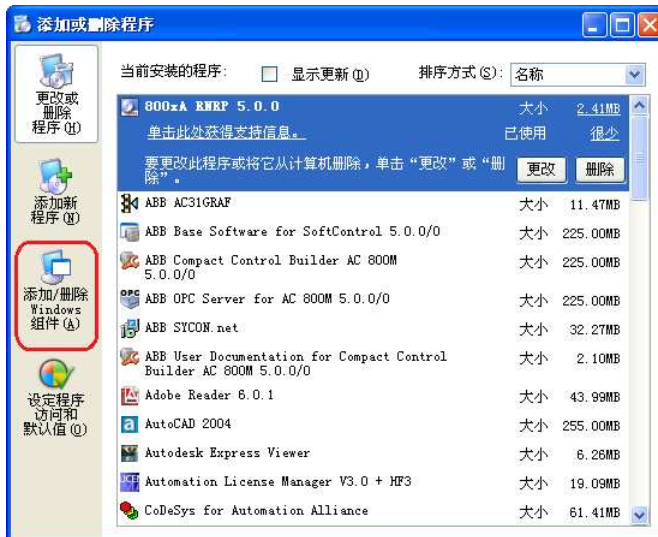 添加或删除程序
更改或
删除
程序(H)
添加新
程序(N)
添加/删除
Windows
组件(A)
设定程序
访问和
默认值(O)
当前安装的程序: 显示更新(D) 排序方式(S): 名称
800xA RNRP 5.0.0 大小 2.41MB
单击此处获得支持信息。 已使用 很少
要更改此程序或将它从计算机删除，单击“更改”或“删
除”。 更改 删除
ABB AC31GRAF 大小 11.47MB
ABB Base Software for SoftControl 5.0.0/0 大小 225.00MB
ABB Compact Control Builder AC 800M 大小 225.00MB
5.0.0/0
OPC ABB OPC Server for AC 800M 5.0.0/0 大小 225.00MB
ABB SYCON.net 大小 32.27MB
ABB User Documentation for Compact Control 大小 2.10MB
Builder AC 800M 5.0.0/0
Adobe Reader 6.0.1 大小 43.99MB
a AutoCAD 2004 大小 255.00MB
Autodesk Express Viewer 大小 6.26MB
Automation License Manager V3.0 + HF3 大小 19.09MB
CoDeSys for Automation Alliance 大小 61.41MB